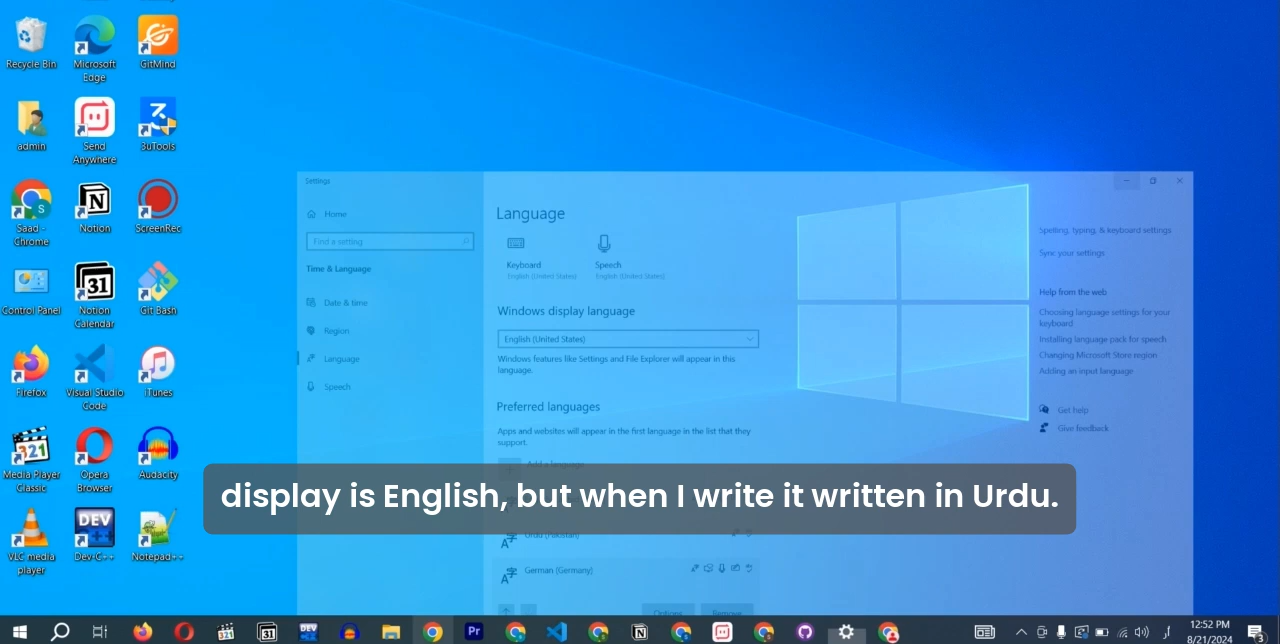 Recycle Bin
Microsoft
Edge
GitMind
admin
Send
Anywhere
3uTools
Saad -
Chrome
Notion
ScreenRec
Control Panel
Notion
Calendar
Git Bash
Firefox
Visual Studio
Code
iTunes
Media Player
Classic
Opera
Browser
Audacity
VLC media
player
Dev-C++
Notepad++
Settings
Home
Find a setting
Time & Language
Date & time
Region
Language
Speech
Language
Keyboard
English (United States)
Speech
English (United States)
Windows display language
English (United States)
Windows features like Settings and File Explorer will appear in this
language.
Preferred languages
Apps and websites will appear in the first language in the list that they
support.
Add a language
Urdu (Pakistan)
German (Germany)
Options
Remove
Spelling, typing, & keyboard settings
Sync your settings
Help from the web
Choosing language settings for your
keyboard
Installing language pack for speech
Changing Microsoft Store region
Adding an input language
Get help
Give feedback
display is English, but when I write it written in Urdu.
12:52 PM
8/21/2024